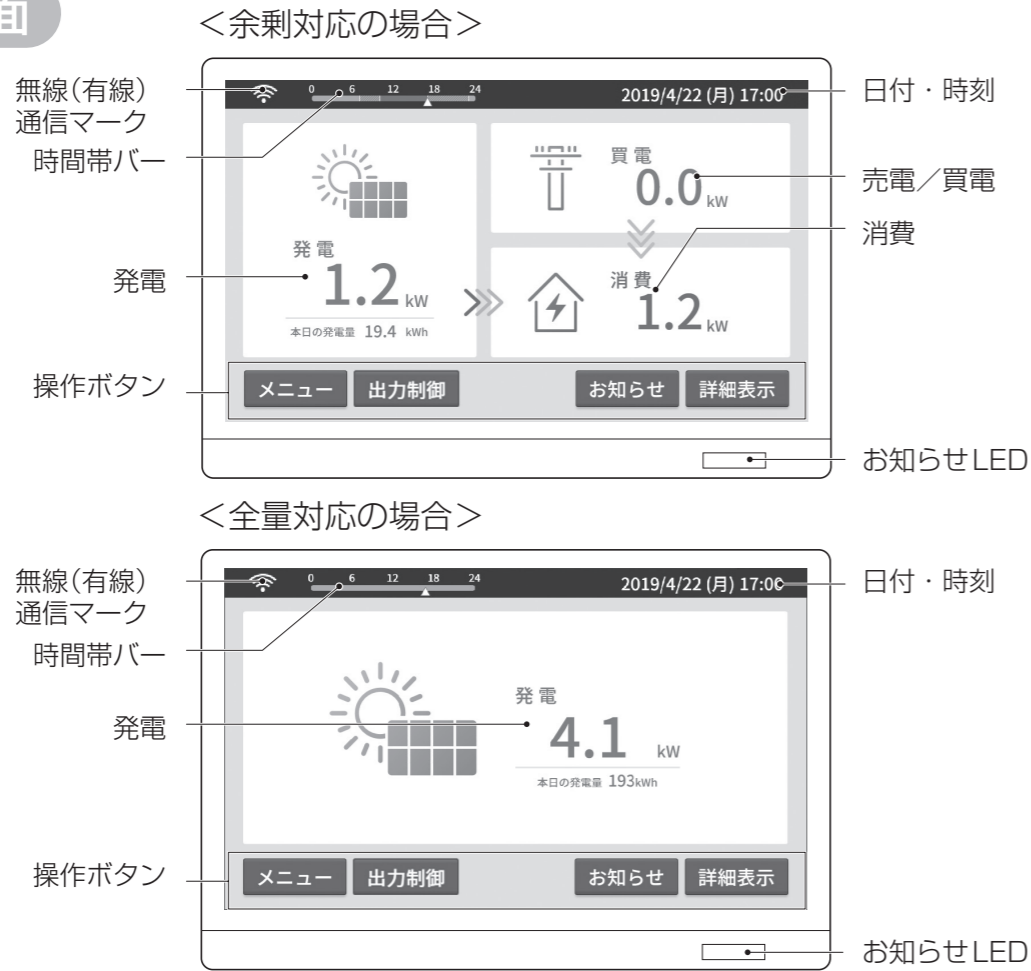 面
＜余剰対応の場合＞
無線(有線)
通信マーク
時間帯バー
発電
操作ボタン
0 6 12 18 24
2019/4/22 (月) 17:00
発電
1.2 kW
本日の発電量 19.4 kWh
買電
0.0 kW
消費
1.2 kW
メニュー 出力制御 お知らせ 詳細表示
日付・時刻
売電／買電
消費
お知らせLED
＜全量対応の場合＞
無線(有線)
通信マーク
時間帯バー
発電
操作ボタン
0 6 12 18 24
2019/4/22 (月) 17:00
発電
4.1 kW
本日の発電量 193kWh
メニュー 出力制御 お知らせ 詳細表示
日付・時刻
お知らせLED